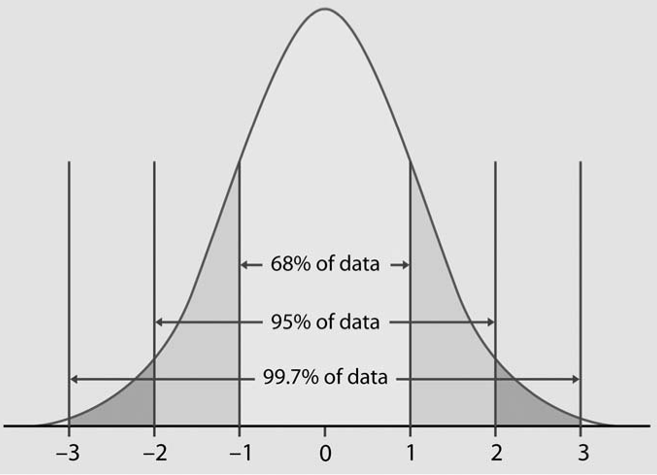 68% of data
95% of data
99.7% of data
−3 −2 −1 0 1 2 3